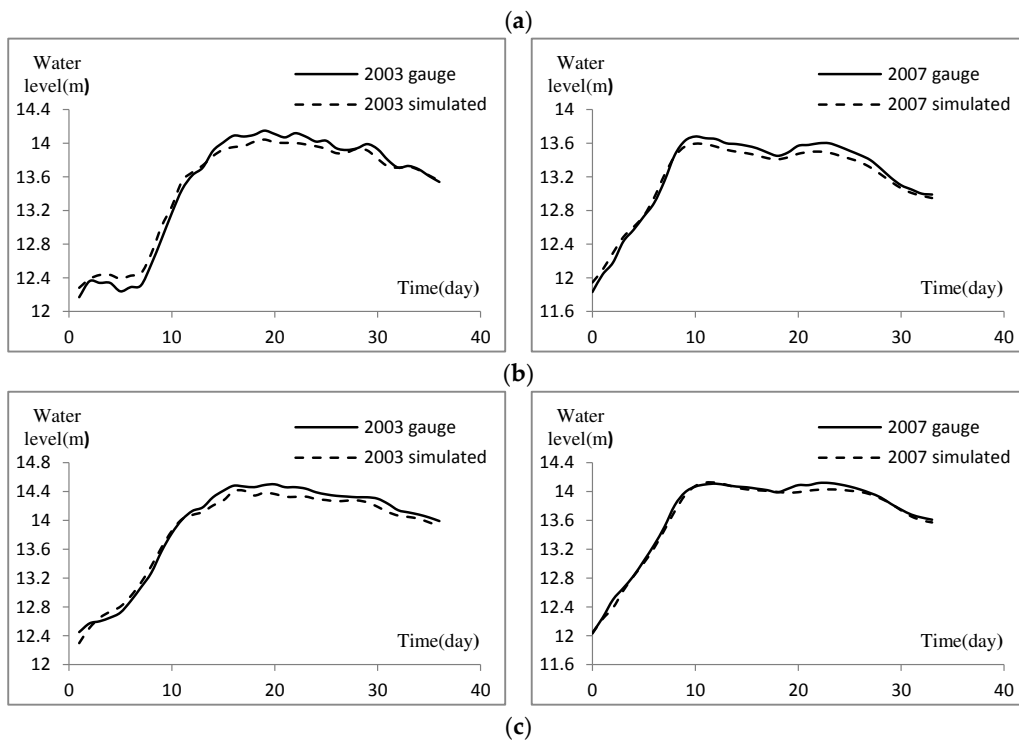 (a)
Water
level(m)
2003 gauge
2003 simulated
14.4
14
13.6
13.2
12.8
12.4
12
Time(day)
0 10 20 30 40
Water
level(m)
2007 gauge
2007 simulated
14
13.6
13.2
12.8
12.4
12
11.6
Time(day)
0 10 20 30 40
(b)
Water
level(m)
2003 gauge
2003 simulated
14.8
14.4
14
13.6
13.2
12.8
12.4
12
Time(day)
0 10 20 30 40
Water
level(m)
2007 gauge
2007 simulated
14.4
14
13.6
13.2
12.8
12.4
12
11.6
Time(day)
0 10 20 30 40
(c)